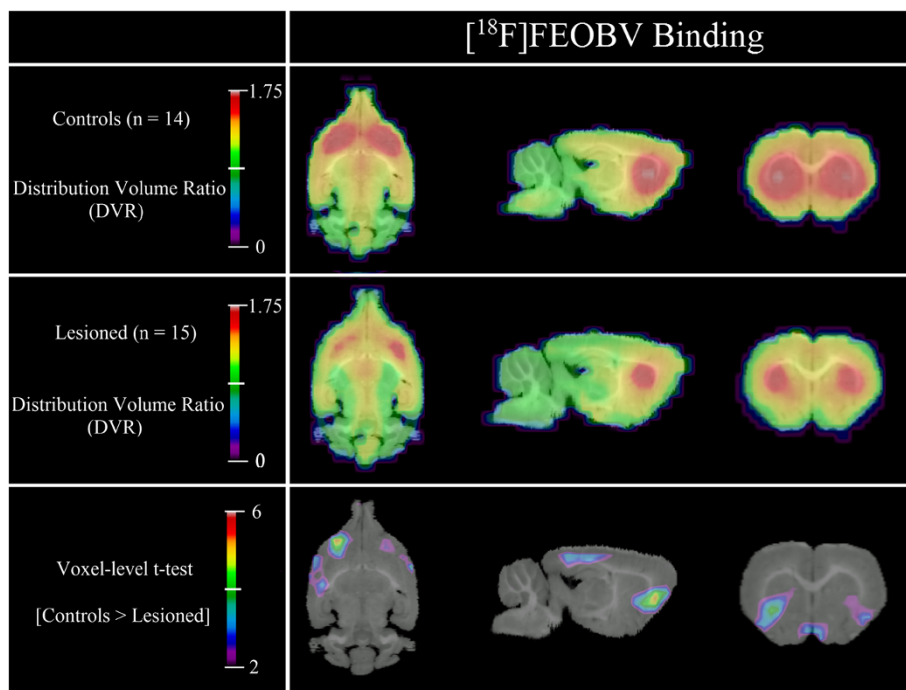 [¹⁸F]FEOBV Binding
1.75
Controls (n = 14)
Distribution Volume Ratio
(DVR)
0
1.75
Lesioned (n = 15)
Distribution Volume Ratio
(DVR)
0
6
Voxel-level t-test
[Controls > Lesioned]
2